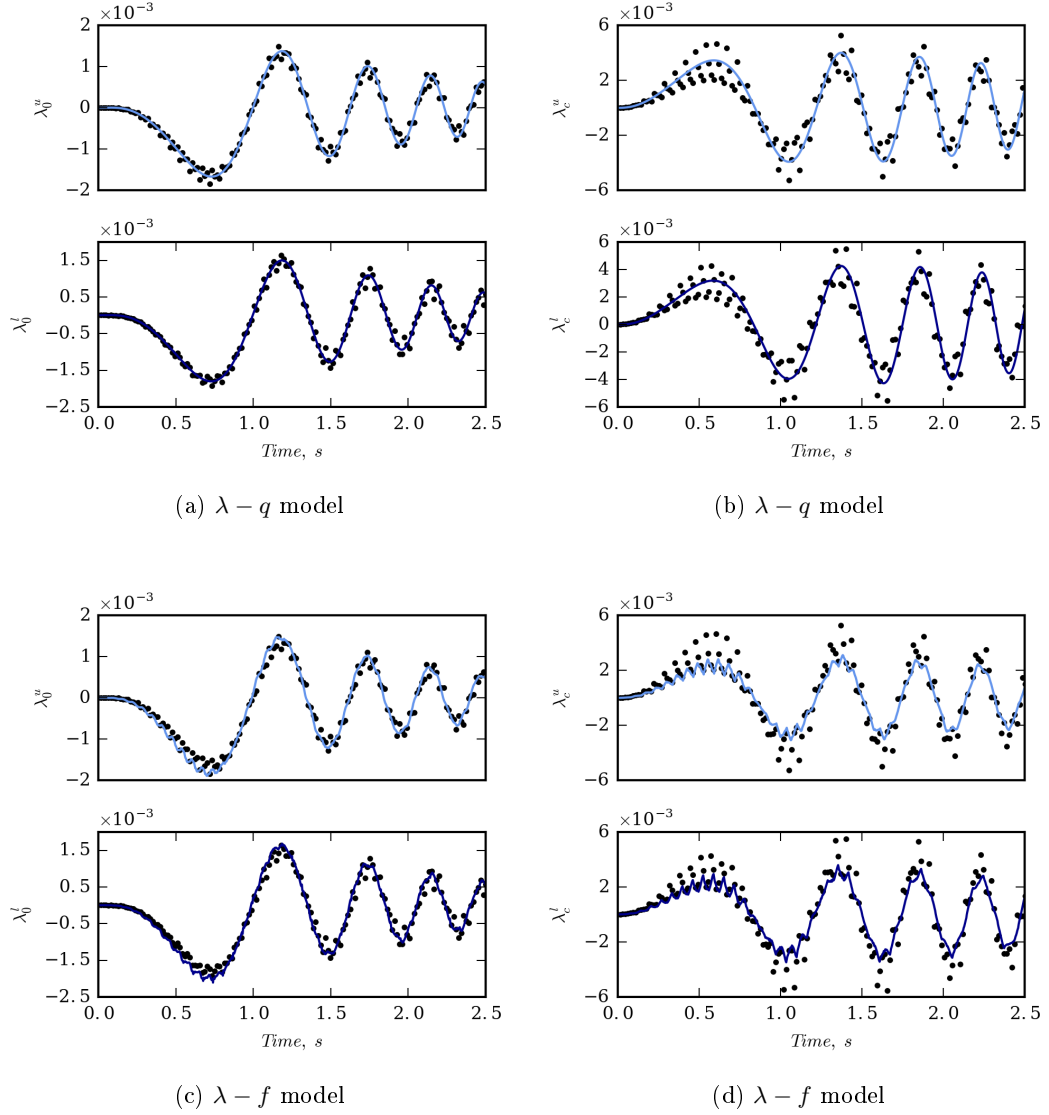 ×10⁻³
2
1
0
−1
−2
λ₀ᵘ
×10⁻³
6
2
−2
−6
λ_cᵘ
×10⁻³
1.5
0.5
−0.5
−1.5
−2.5
λ₀ˡ
0.0 0.5 1.0 1.5 2.0 2.5
Time, s
×10⁻³
6
4
2
0
−2
−4
−6
λ_cˡ
0.0 0.5 1.0 1.5 2.0 2.5
Time, s
(a) λ − q model
(b) λ − q model
×10⁻³
2
1
0
−1
−2
λ₀ᵘ
×10⁻³
6
2
−2
−6
λ_cᵘ
×10⁻³
1.5
0.5
−0.5
−1.5
−2.5
λ₀ˡ
0.0 0.5 1.0 1.5 2.0 2.5
Time, s
×10⁻³
6
2
−2
−6
λ_cˡ
0.0 0.5 1.0 1.5 2.0 2.5
Time, s
(c) λ − f model
(d) λ − f model